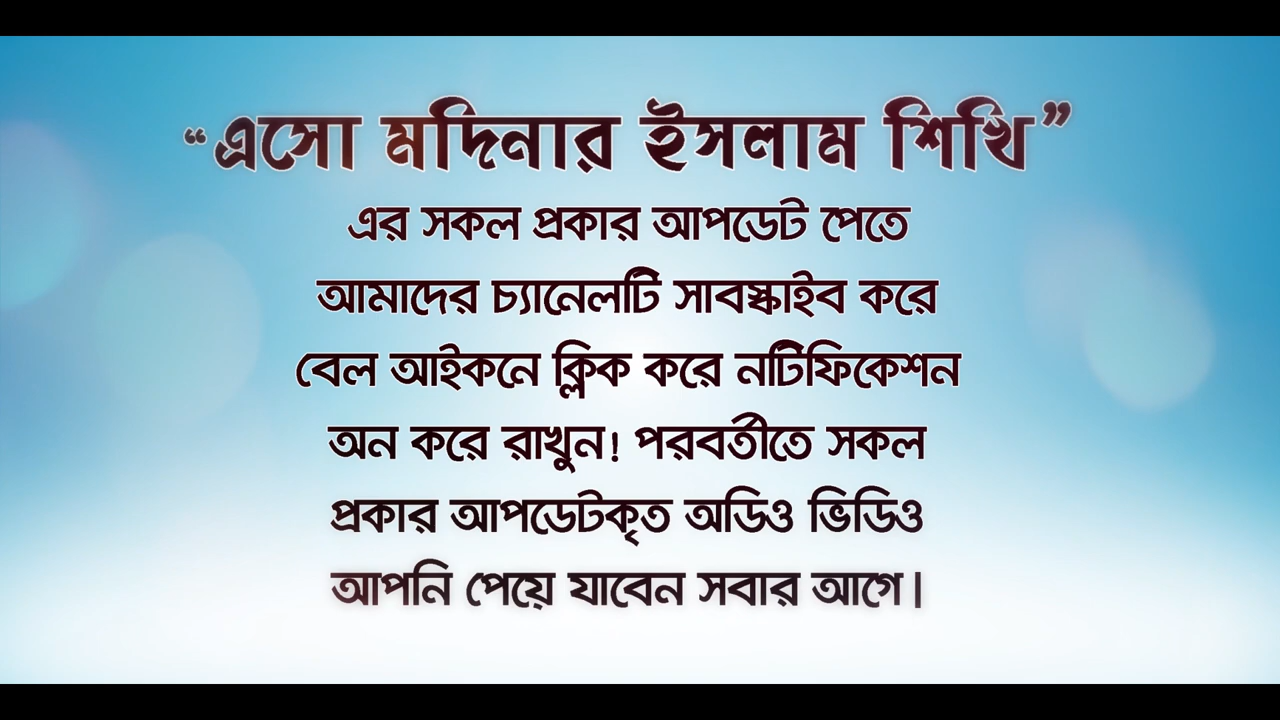 “এসো মদিনার ইসলাম শিখি”
এর সকল প্রকার আপডেট পেতে
আমাদের চ্যানেলটি সাবস্ক্রাইব করে
বেল আইকনে ক্লিক করে নটিফিকেশন
অন করে রাখুন! পরবর্তীতে সকল
প্রকার আপডেটকৃত অডিও ভিডিও
আপনি পেয়ে যাবেন সবার আগে।